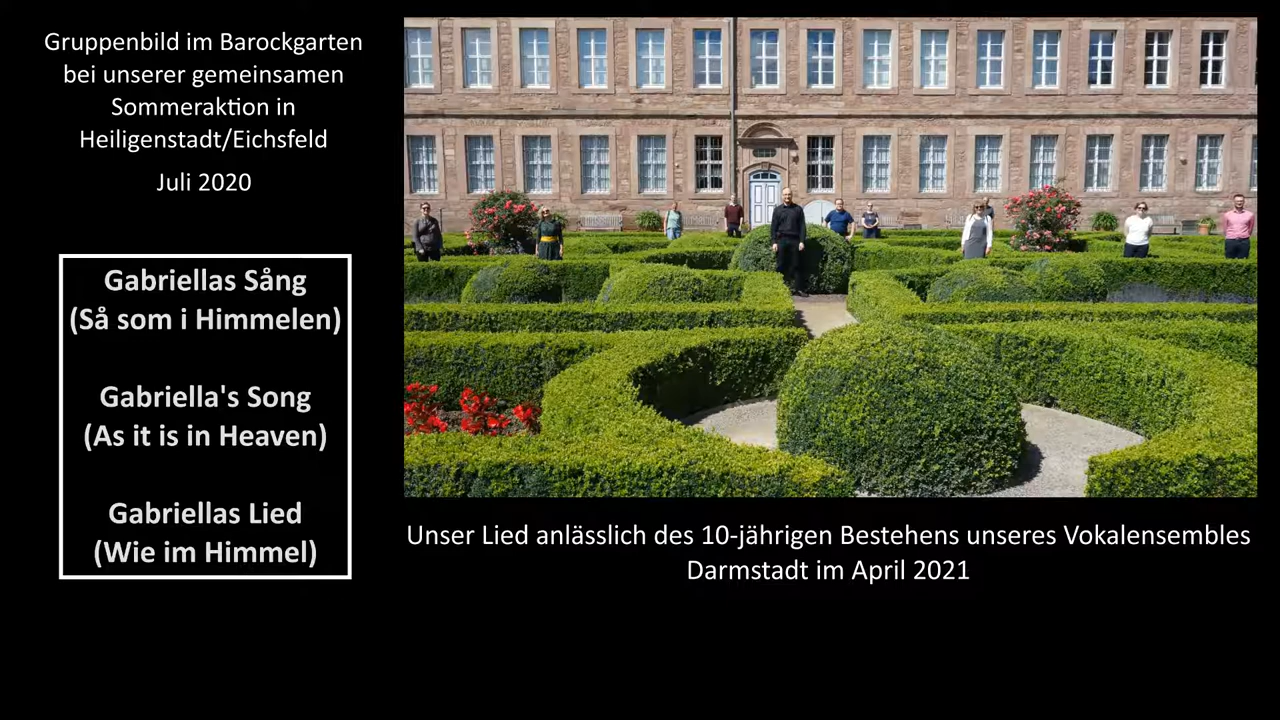 Gruppenbild im Barockgarten
bei unserer gemeinsamen
Sommeraktion in
Heiligenstadt/Eichsfeld
Juli 2020
Gabriellas Sång
(Så som i Himmelen)
Gabriella's Song
(As it is in Heaven)
Gabriellas Lied
(Wie im Himmel)
Unser Lied anlässlich des 10-jährigen Bestehens unseres Vokalensembles
Darmstadt im April 2021